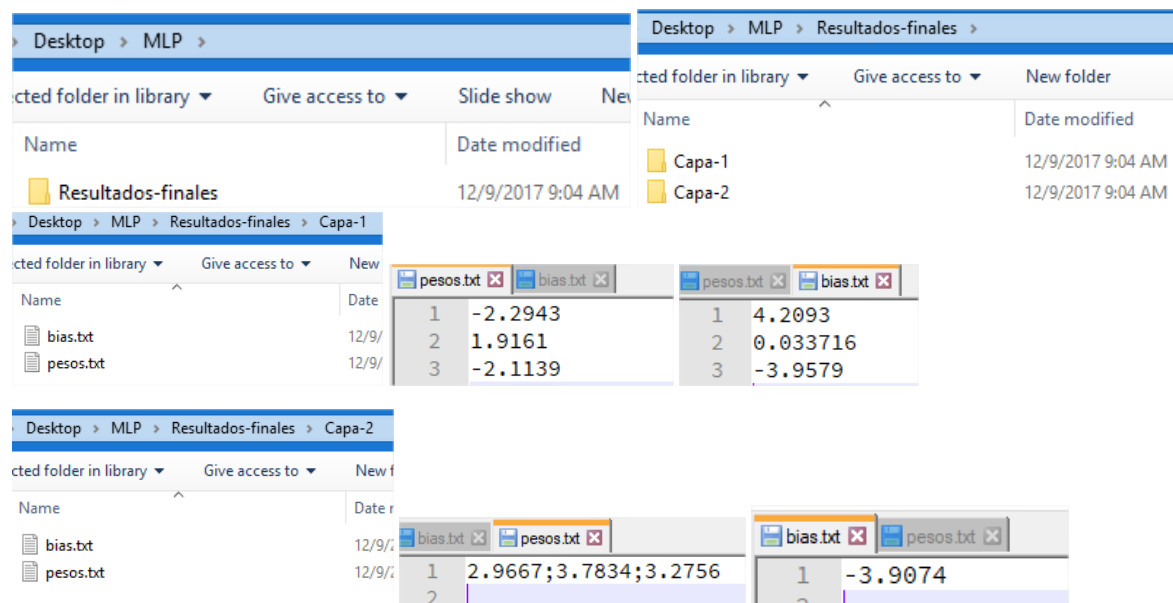 Desktop > MLP >
cted folder in library Give access to Slide show Nev
Name Date modified
Resultados-finales 12/9/2017 9:04 AM
Desktop > MLP > Resultados-finales >
cted folder in library Give access to New folder
Name Date modified
Capa-1 12/9/2017 9:04 AM
Capa-2 12/9/2017 9:04 AM
Desktop > MLP > Resultados-finales > Capa-1
cted folder in library Give access to New
Name Date
bias.txt 12/9/
pesos.txt 12/9/
pesos.txt bias.txt
1 -2.2943
2 1.9161
3 -2.1139
pesos.txt bias.txt
1 4.2093
2 0.033716
3 -3.9579
Desktop > MLP > Resultados-finales > Capa-2
cted folder in library Give access to New f
Name Date r
bias.txt 12/9/2
pesos.txt 12/9/2
bias.txt pesos.txt
1 2.9667;3.7834;3.2756
2
bias.txt pesos.txt
1 -3.9074